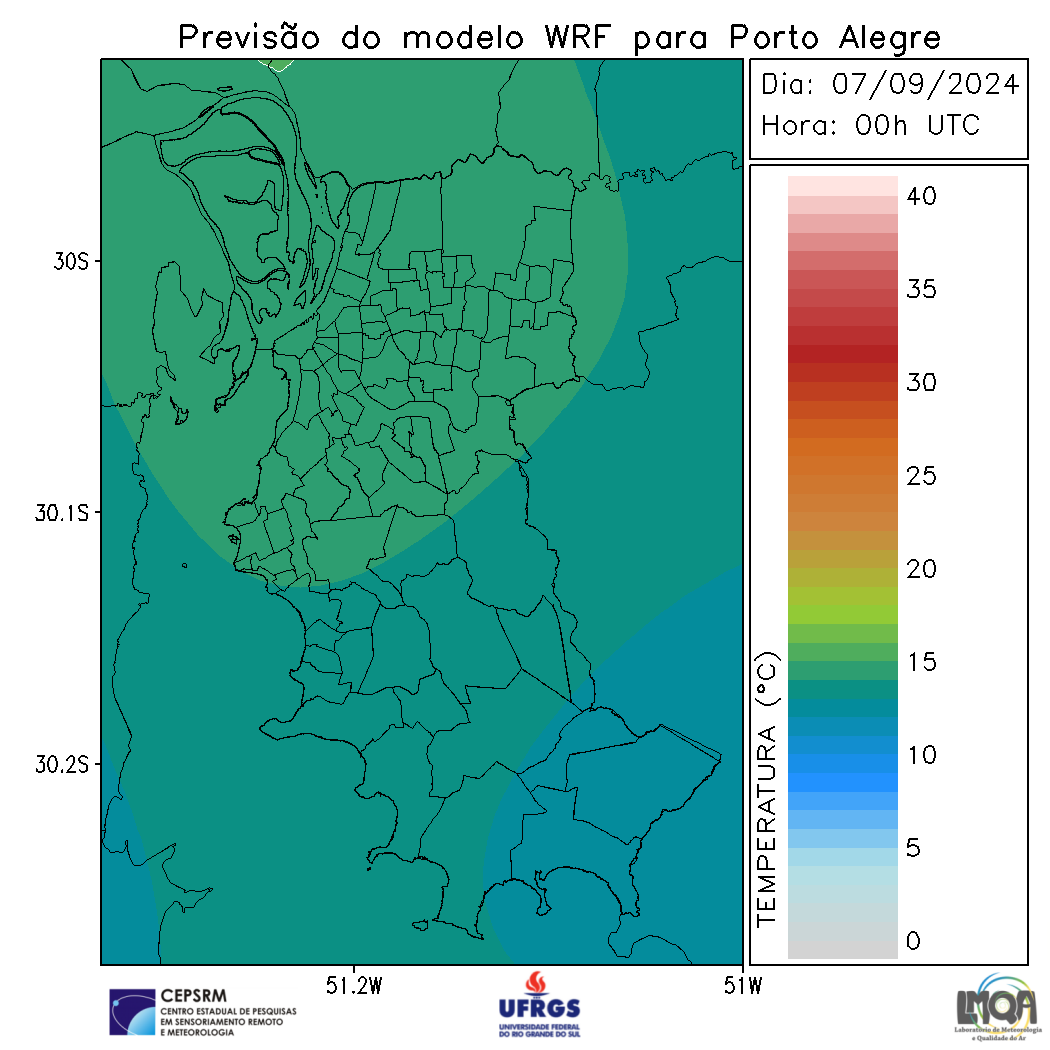 Previsão do modelo WRF para Porto Alegre
Dia: 07/09/2024
Hora: 00h UTC
40
35
30
25
20
15
10
5
0
TEMPERATURA (°C)
30S
30.1S
30.2S
51.2W
51W
CEPSRM
CENTRO ESTADUAL DE PESQUISAS
EM SENSORIAMENTO REMOTO
E METEOROLOGIA
UFRGS
UNIVERSIDADE FEDERAL
DO RIO GRANDE DO SUL
LMQA
Laboratório de Meteorologia
e Qualidade do Ar